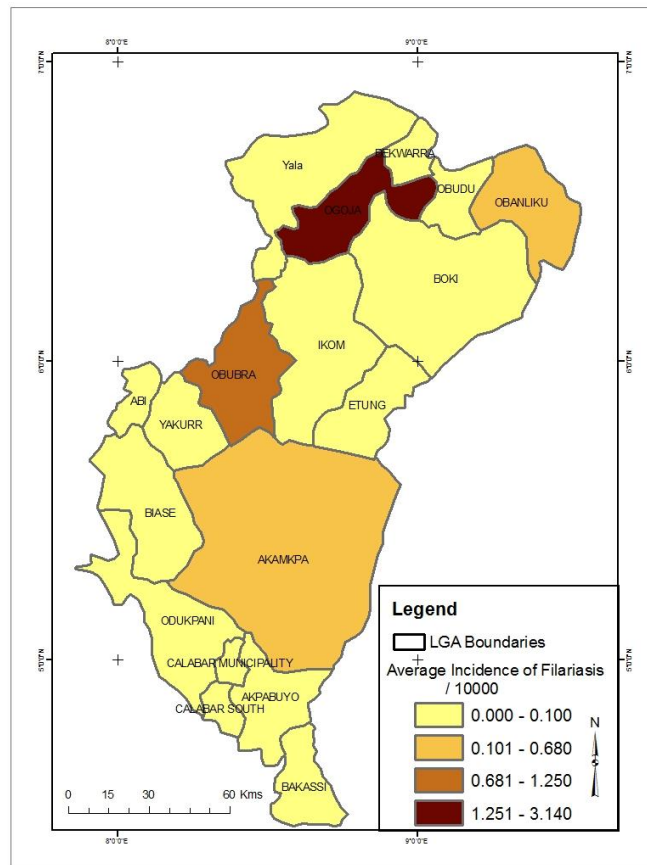 8°0'0"E 9°0'0"E
7°0'0"N 7°0'0"N
Yala
BEKWARRA
OBUDU
OGOJA
OBANLIKU
BOKI
IKOM
6°0'0"N 6°0'0"N
OBUBRA
ABI
ETUNG
YAKURR
BIASE
AKAMKPA
ODUKPANI
5°0'0"N 5°0'0"N
CALABAR MUNICIPALITY
AKPABUYO
CALABAR SOUTH
BAKASSI
Legend
LGA Boundaries
Average Incidence of Filariasis
/ 10000
0.000 - 0.100
0.101 - 0.680
0.681 - 1.250
1.251 - 3.140
N
0 15 30 60 Kms
8°0'0"E 9°0'0"E